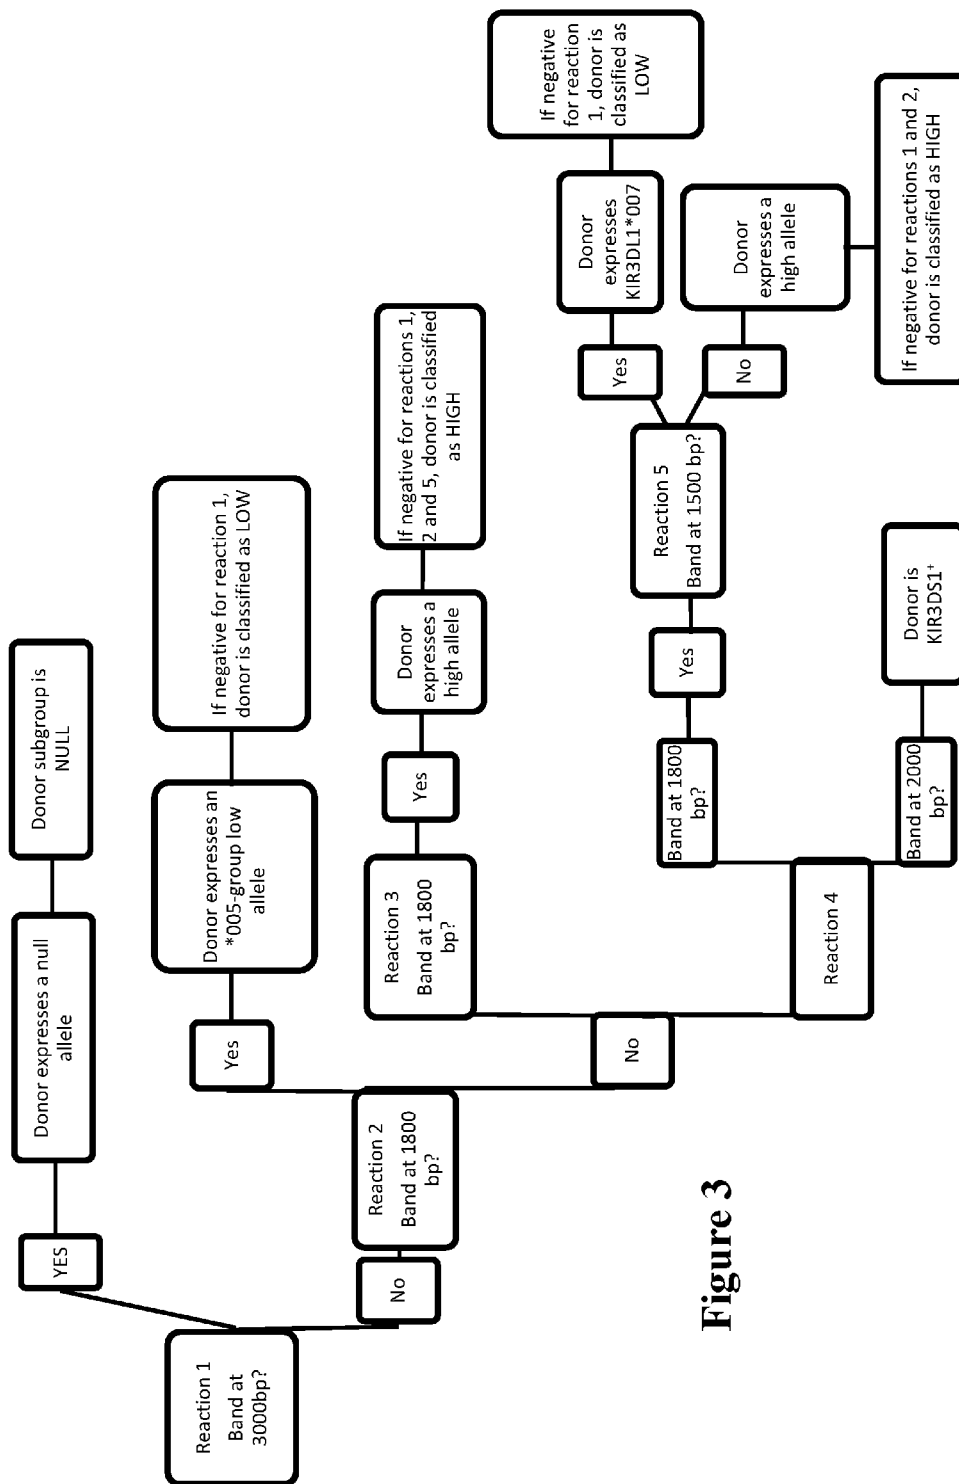 Reaction 1
Band at
3000bp?
YES
Donor expresses a null
allele
Donor subgroup is
NULL
No
Reaction 2
Band at 1800
bp?
Yes
Donor expresses an
*005-group low
allele
If negative for reaction 1,
donor is classified as LOW
No
Reaction 3
Band at 1800
bp?
Yes
Donor
expresses a
high allele
If negative for reactions 1,
2 and 5, donor is classified
as HIGH
Reaction 4
Band at 1800
bp?
Yes
Reaction 5
Band at 1500 bp?
Yes
Donor
expresses
KIR3DL1*007
If negative
for reaction
1, donor is
classified as
LOW
No
Donor
expresses a
high allele
If negative for reactions 1 and 2,
donor is classified as HIGH
Band at 2000
bp?
Donor is
KIR3DS1⁺
Figure 3